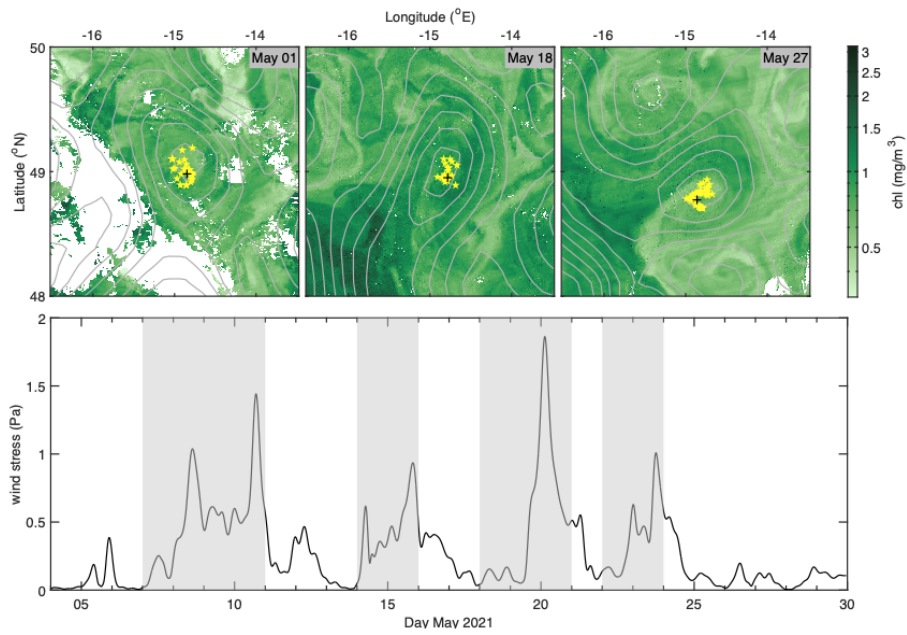 Longitude (°E)
-16 -15 -14 -16 -15 -14 -16 -15 -14
50 May 01 May 18 May 27 3
2.5
2
1.5
49 1
0.5
48
Latitude (°N)
chl (mg/m³)
2
1.5
1
0.5
0
wind stress (Pa)
05 10 15 20 25 30
Day May 2021